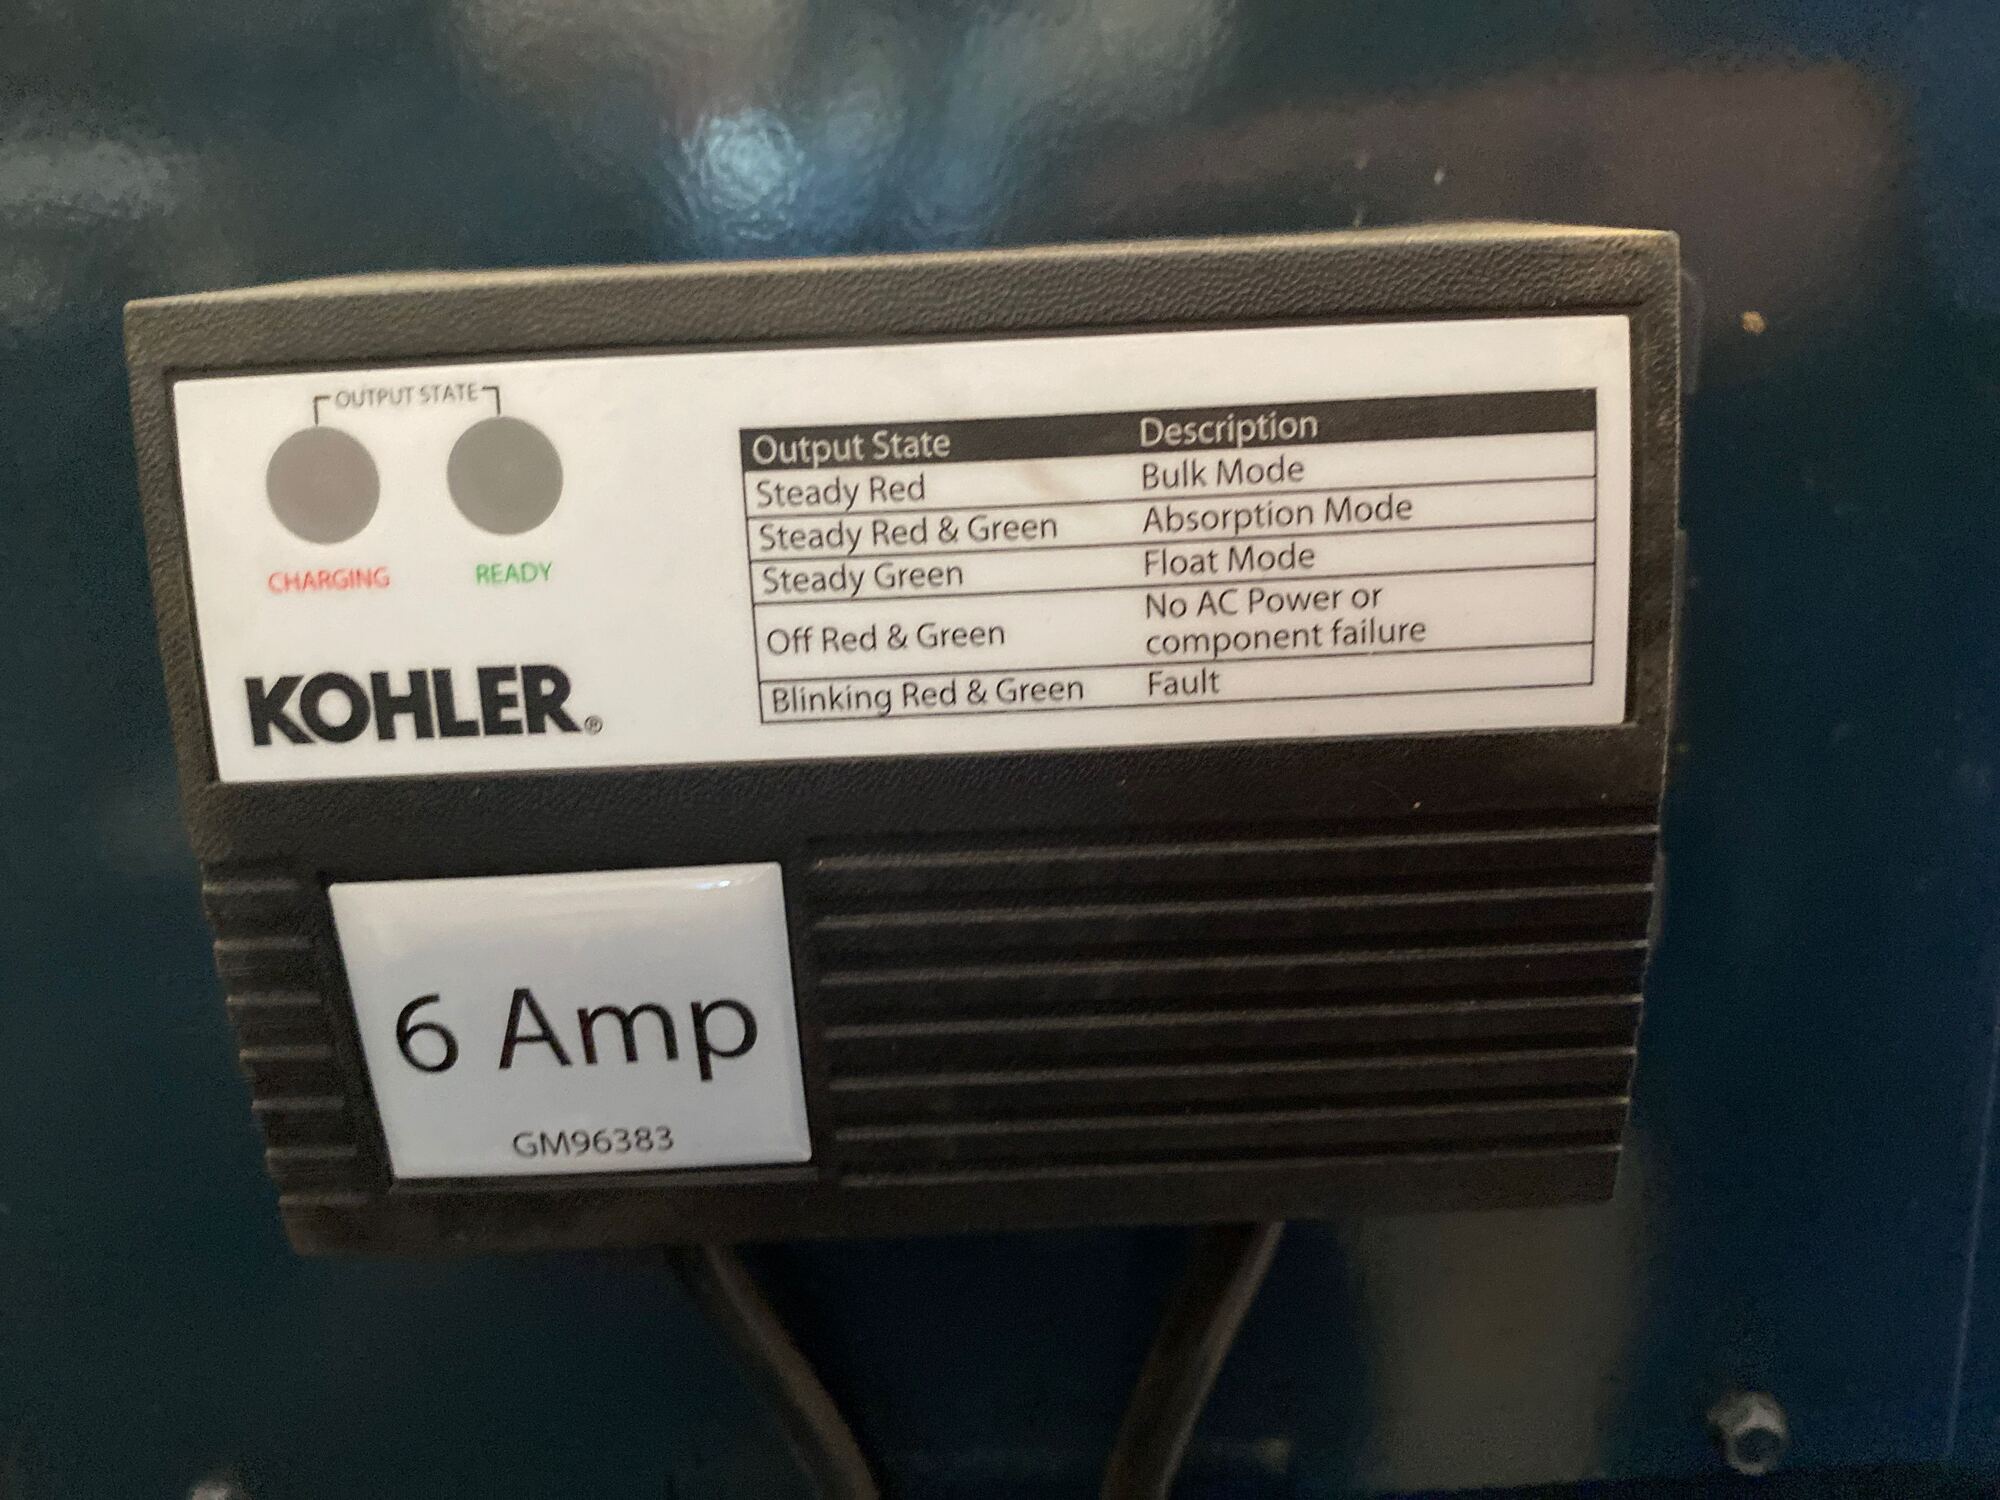 OUTPUT STATE
CHARGING READY
KOHLER®
Output State Description
Steady Red Bulk Mode
Steady Red & Green Absorption Mode
Steady Green Float Mode
Off Red & Green No AC Power or
component failure
Blinking Red & Green Fault
6 Amp
GM96383